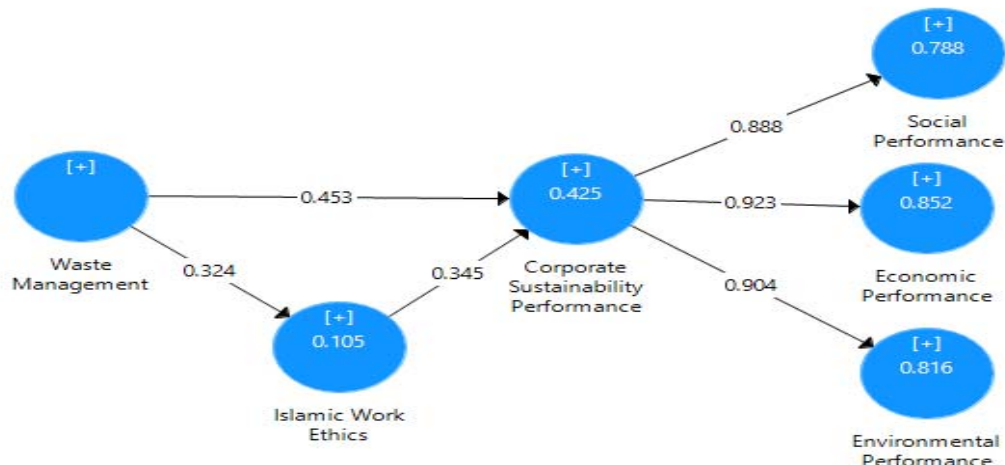 [+]
0.788
Social
Performance
0.888
[+]
[+]
0.425
[+]
0.852
0.453
0.923
Waste
Management
Corporate
Sustainability
Performance
Economic
Performance
0.324
0.345
0.904
[+]
0.105
[+]
0.816
Islamic Work
Ethics
Environmental
Performance